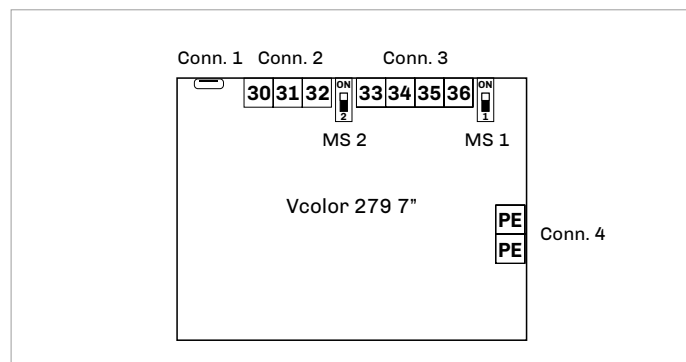 Conn. 1 Conn. 2 Conn. 3
30 31 32 ON 33 34 35 36 ON
2 1
MS 2 MS 1
Vcolor 279 7”
PE
Conn. 4
PE